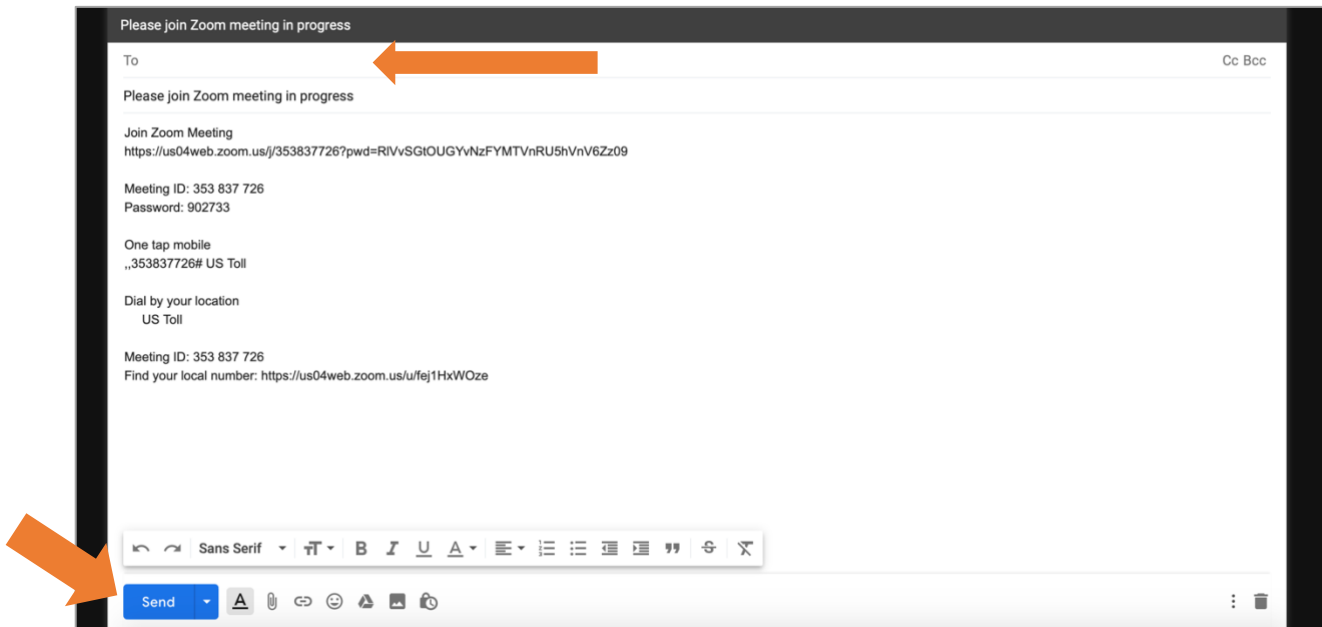 Please join Zoom meeting in progress
To Cc Bcc
Please join Zoom meeting in progress
Join Zoom Meeting
https://us04web.zoom.us/j/353837726?pwd=RlVvSGtOUGYvNzFYMTVnRU5hVnV6Zz09
Meeting ID: 353 837 726
Password: 902733
One tap mobile
,,353837726# US Toll
Dial by your location
US Toll
Meeting ID: 353 837 726
Find your local number: https://us04web.zoom.us/u/fej1HxWOze
Sans Serif
Send